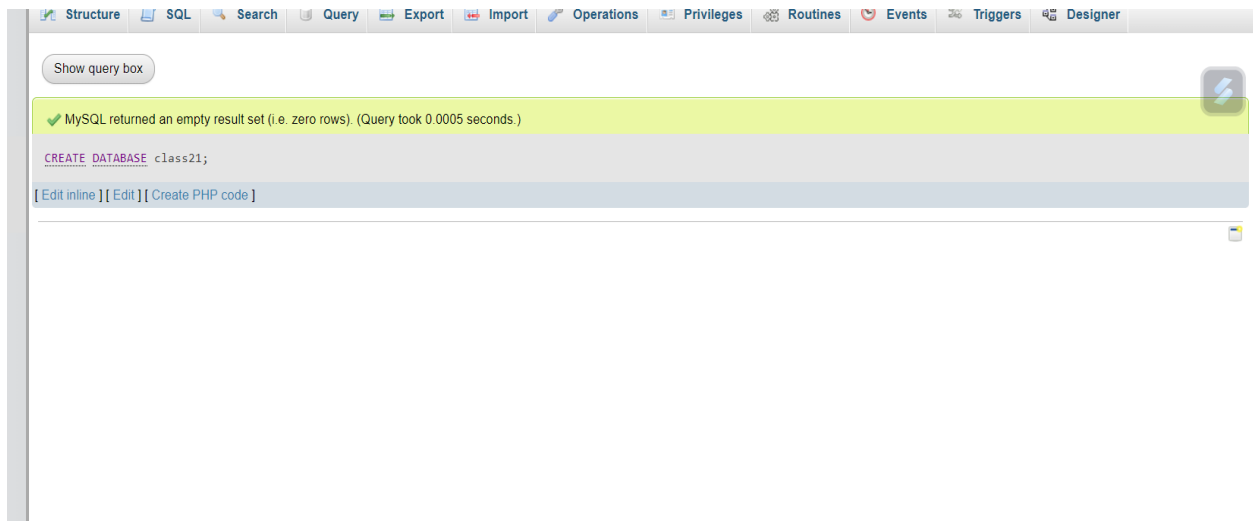 Structure SQL Search Query Export Import Operations Privileges Routines Events Triggers Designer
Show query box
MySQL returned an empty result set (i.e. zero rows). (Query took 0.0005 seconds.)
CREATE DATABASE class21;
[ Edit inline ] [ Edit ] [ Create PHP code ]